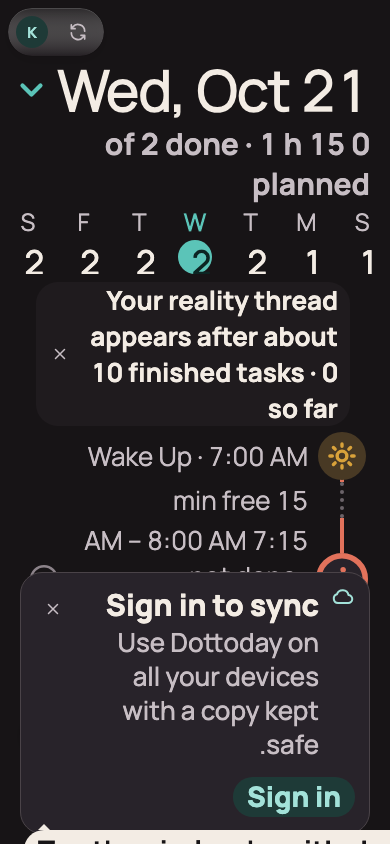 K
Wed, Oct 21
of 2 done · 1 h 15 0
planned
S F T W T M S
2 2 2 2 2 1 1
Your reality thread
appears after about
10 finished tasks · 0
so far
Wake Up · 7:00 AM
min free 15
AM – 8:00 AM 7:15
Sign in to sync
Use Dottoday on
all your devices
with a copy kept
.safe
Sign in